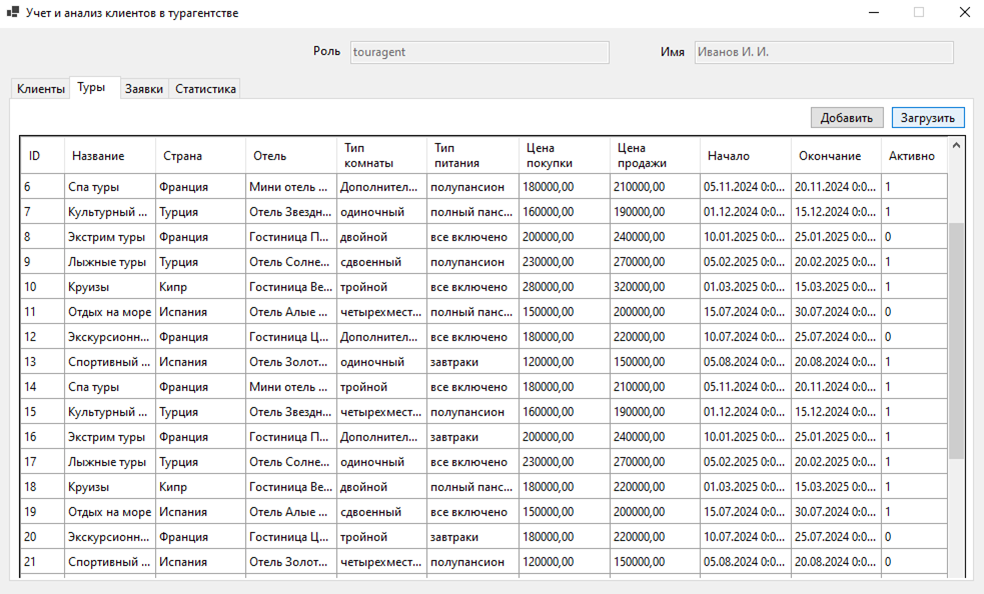 Учет и анализ клиентов в турагентстве
Роль touragent Имя Иванов И. И.
Клиенты Туры Заявки Статистика
Добавить Загрузить
ID Название Страна Отель Тип комнаты Тип питания Цена покупки Цена продажи Начало Окончание Активно
6 Спа туры Франция Мини отель ... Дополнител... полупансион 180000,00 210000,00 05.11.2024 0:0... 20.11.2024 0:0... 1
7 Культурный ... Турция Отель Звездн... одиночный полный панс... 160000,00 190000,00 01.12.2024 0:0... 15.12.2024 0:0... 1
8 Экстрим туры Франция Гостиница П... двойной все включено 200000,00 240000,00 10.01.2025 0:0... 25.01.2025 0:0... 0
9 Лыжные туры Турция Отель Солне... сдвоенный полупансион 230000,00 270000,00 05.02.2025 0:0... 20.02.2025 0:0... 1
10 Круизы Кипр Гостиница Ве... тройной все включено 280000,00 320000,00 01.03.2025 0:0... 15.03.2025 0:0... 1
11 Отдых на море Испания Отель Алые ... четырехмест... полный панс... 150000,00 200000,00 15.07.2024 0:0... 30.07.2024 0:0... 0
12 Экскурсионн... Франция Гостиница Ц... Дополнител... все включено 180000,00 220000,00 10.07.2024 0:0... 25.07.2024 0:0... 0
13 Спортивный ... Испания Отель Золот... одиночный завтраки 120000,00 150000,00 05.08.2024 0:0... 20.08.2024 0:0... 1
14 Спа туры Франция Мини отель ... тройной все включено 180000,00 210000,00 05.11.2024 0:0... 20.11.2024 0:0... 1
15 Культурный ... Турция Отель Звездн... четырехмест... полупансион 160000,00 190000,00 01.12.2024 0:0... 15.12.2024 0:0... 1
16 Экстрим туры Франция Гостиница П... Дополнител... завтраки 200000,00 240000,00 10.01.2025 0:0... 25.01.2025 0:0... 1
17 Лыжные туры Турция Отель Солне... одиночный все включено 230000,00 270000,00 05.02.2025 0:0... 20.02.2025 0:0... 1
18 Круизы Кипр Гостиница Ве... двойной полный панс... 180000,00 220000,00 01.03.2025 0:0... 15.03.2025 0:0... 1
19 Отдых на море Испания Отель Алые ... сдвоенный все включено 150000,00 200000,00 15.07.2024 0:0... 30.07.2024 0:0... 1
20 Экскурсионн... Франция Гостиница Ц... тройной завтраки 180000,00 220000,00 10.07.2024 0:0... 25.07.2024 0:0... 0
21 Спортивный ... Испания Отель Золот... четырехмест... полупансион 120000,00 150000,00 05.08.2024 0:0... 20.08.2024 0:0... 0